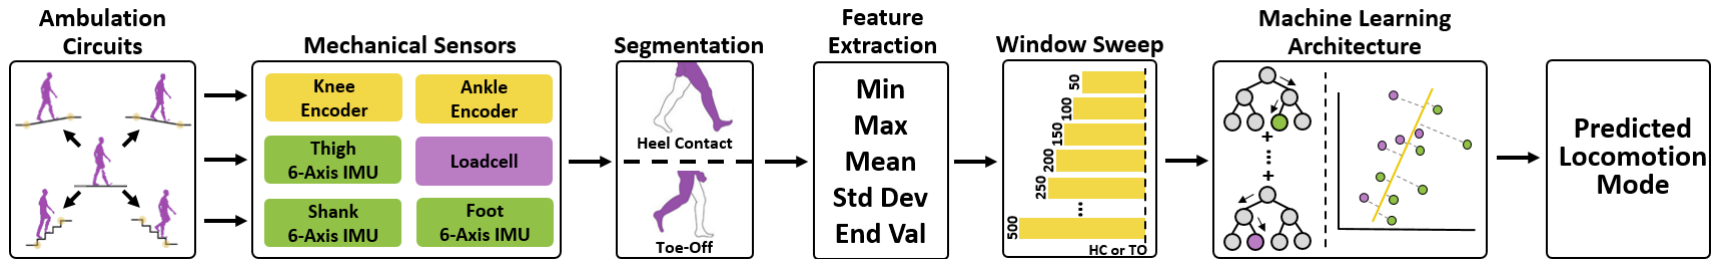 Ambulation
Circuits
Mechanical Sensors
Knee
Encoder
Ankle
Encoder
Thigh
6-Axis IMU
Loadcell
Shank
6-Axis IMU
Foot
6-Axis IMU
Segmentation
Heel Contact
Toe-Off
Feature
Extraction
Min
Max
Mean
Std Dev
End Val
Window Sweep
50
100
150
200
250
...
500
HC or TO
Machine Learning
Architecture
+
...
+
Predicted
Locomotion
Mode